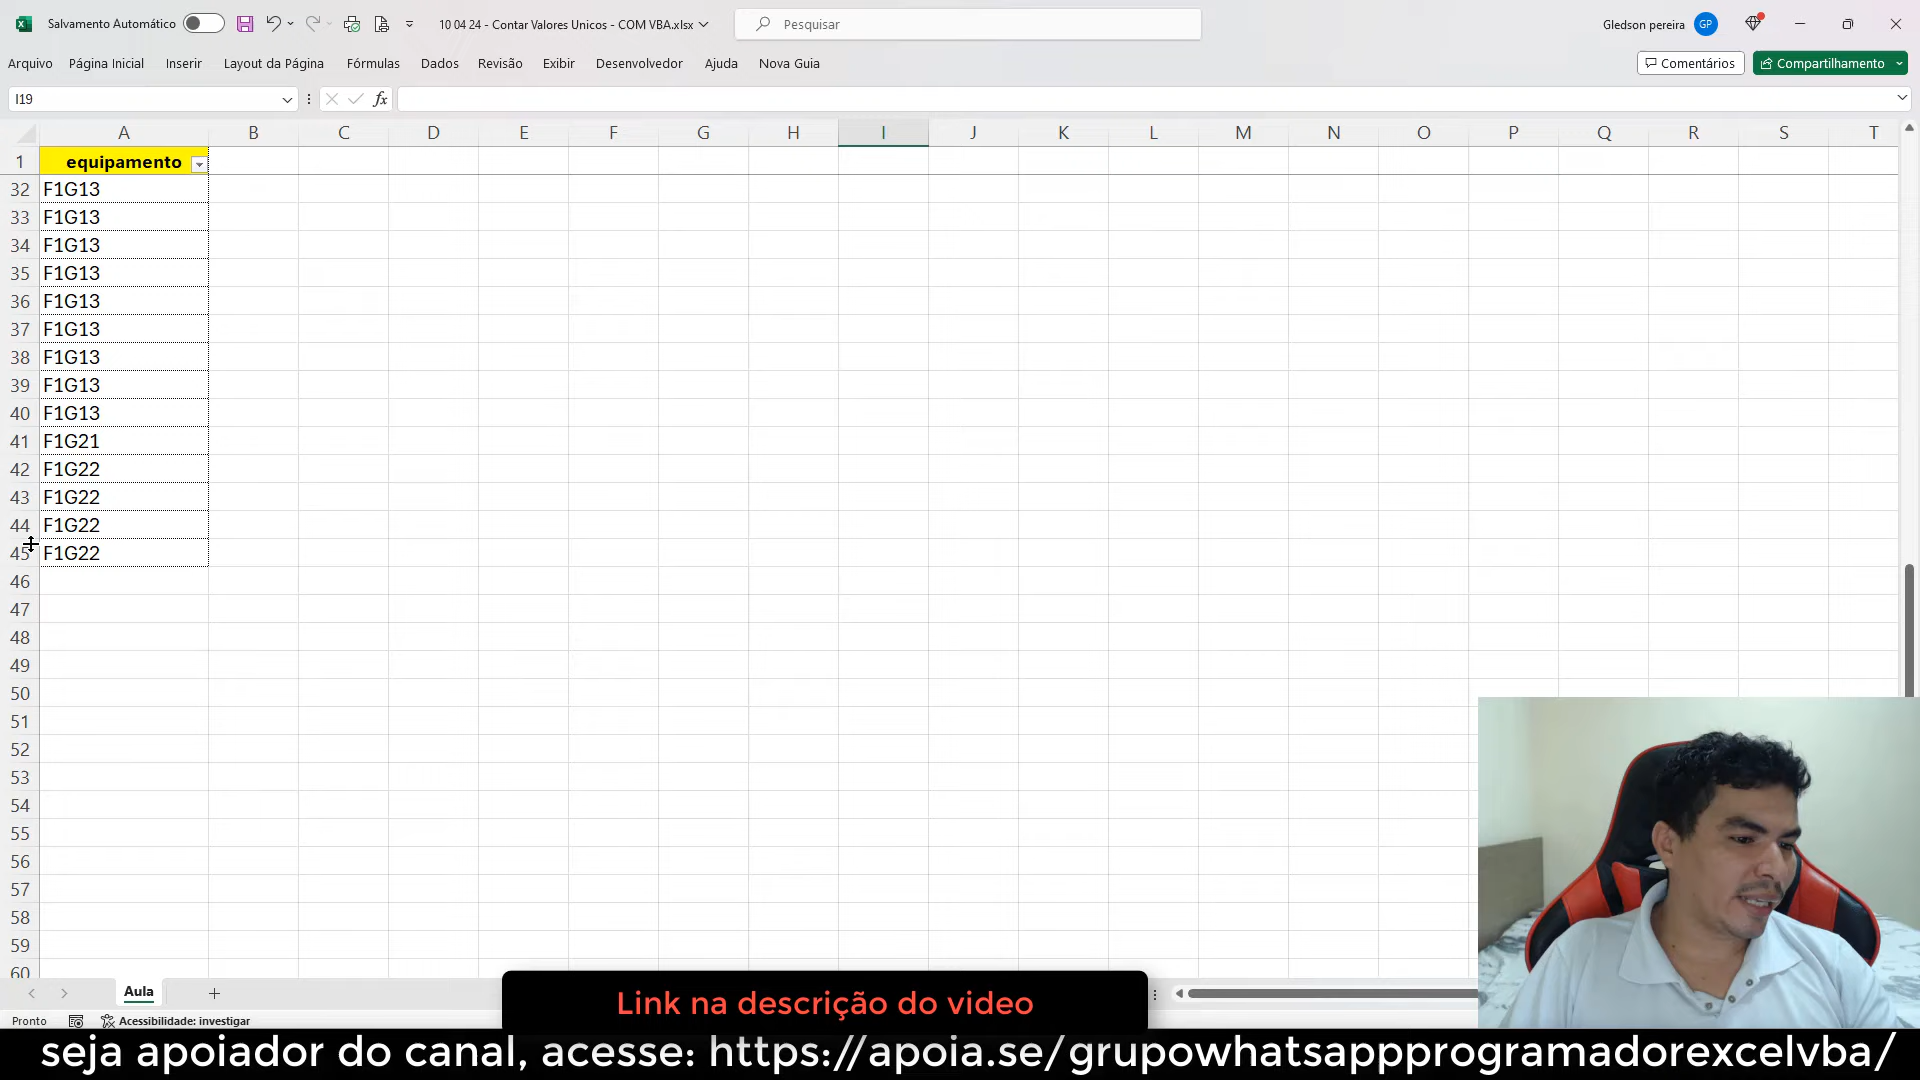 Salvamento Automático
10 04 24 - Contar Valores Unicos - COM VBA.xlsx
Pesquisar
Gledson pereira GP
Arquivo Página Inicial Inserir Layout da Página Fórmulas Dados Revisão Exibir Desenvolvedor Ajuda Nova Guia
Comentários Compartilhamento
I19 fx
A B C D E F G H I J K L M N O P Q R S T
1 equipamento
32 F1G13
33 F1G13
34 F1G13
35 F1G13
36 F1G13
37 F1G13
38 F1G13
39 F1G13
40 F1G13
41 F1G21
42 F1G22
43 F1G22
44 F1G22
45 F1G22
46
47
48
49
50
51
52
53
54
55
56
57
58
59
60
Aula
Pronto Acessibilidade: investigar
Link na descrição do video
seja apoiador do canal, acesse: https://apoia.se/grupowhatsappprogramadorexcelvba/